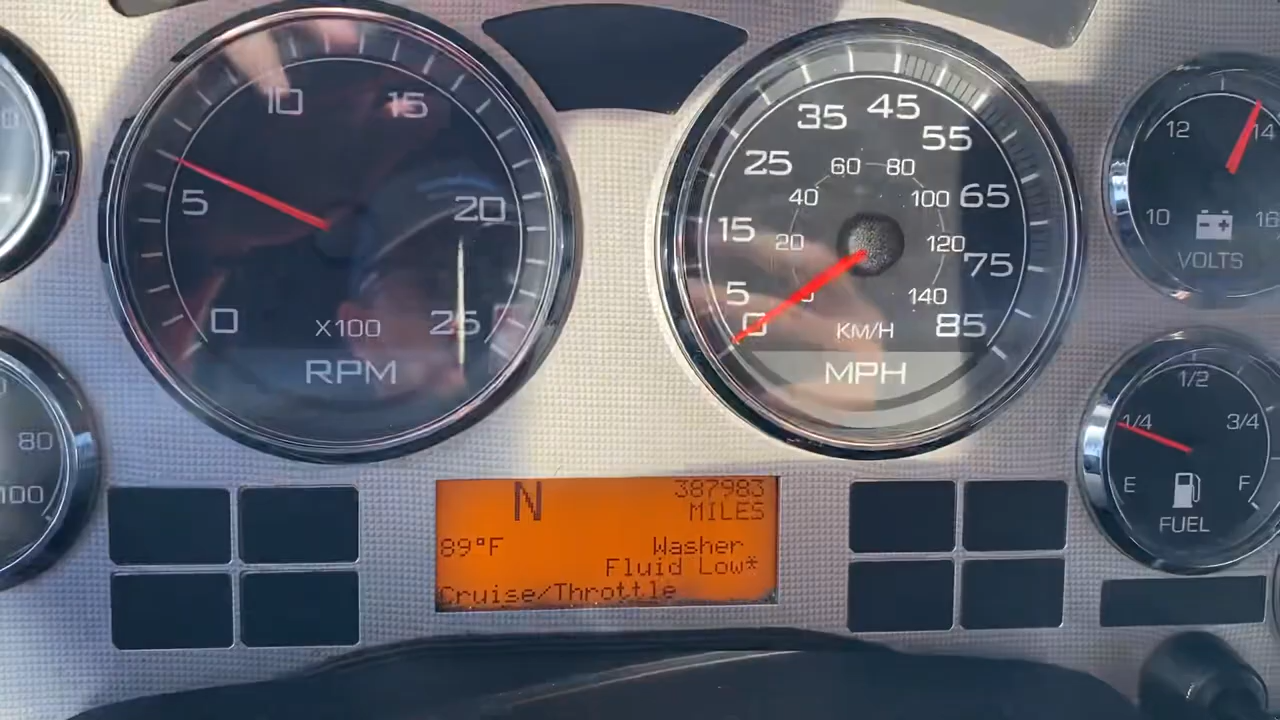 10
15
5
20
0
25
X100
RPM
35
45
25
55
60
80
40
100
65
15
20
120
75
5
0
140
0
KM/H
85
MPH
12
14
10
16
VOLTS
1/2
1/4
3/4
E
F
FUEL
80
100
N
387983
MILES
89°F
Washer
Fluid Low*
Cruise/Throttle